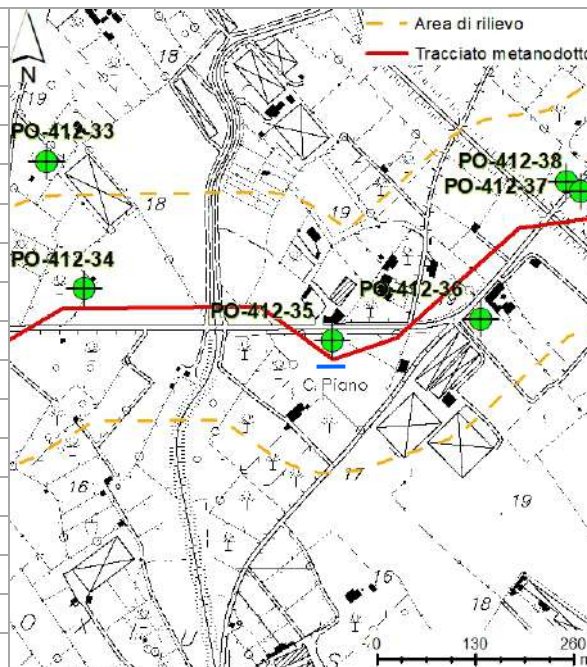 Area di rilievo
Tracciato metanodotto
N
18
18
19
PO-412-33
PO-412-38
PO-412-37
18
19
PO-412-34
PO-412-36
PO-412-35
C. Piano
17
16
19
16
18
0 130 260